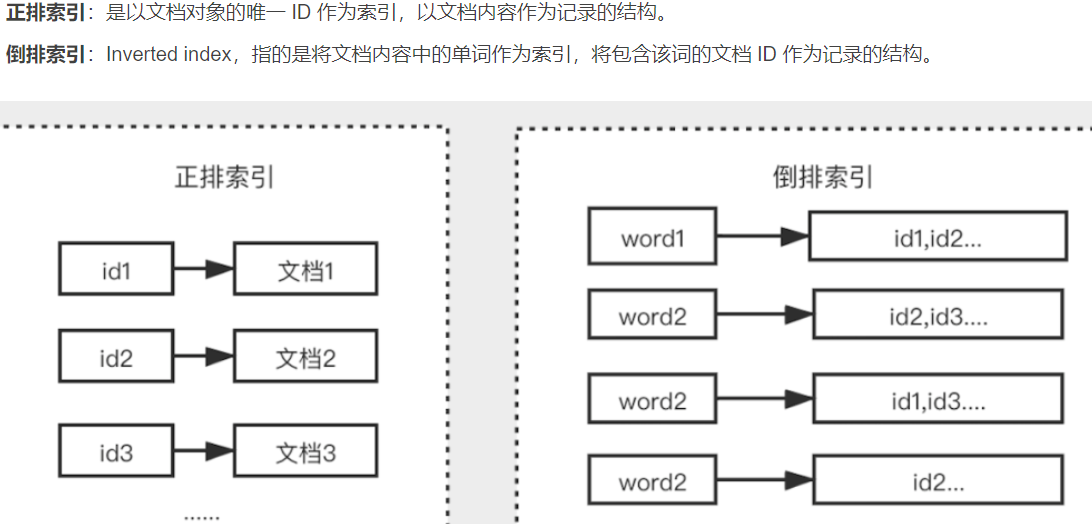 正排索引：是以文档对象的唯一 ID 作为索引，以文档内容作为记录的结构。
倒排索引：Inverted index，指的是将文档内容中的单词作为索引，将包含该词的文档 ID 作为记录的结构。
正排索引
id1
文档1
id2
文档2
id3
文档3
......
倒排索引
word1
id1,id2...
word2
id2,id3....
word2
id1,id3....
word2
id2...